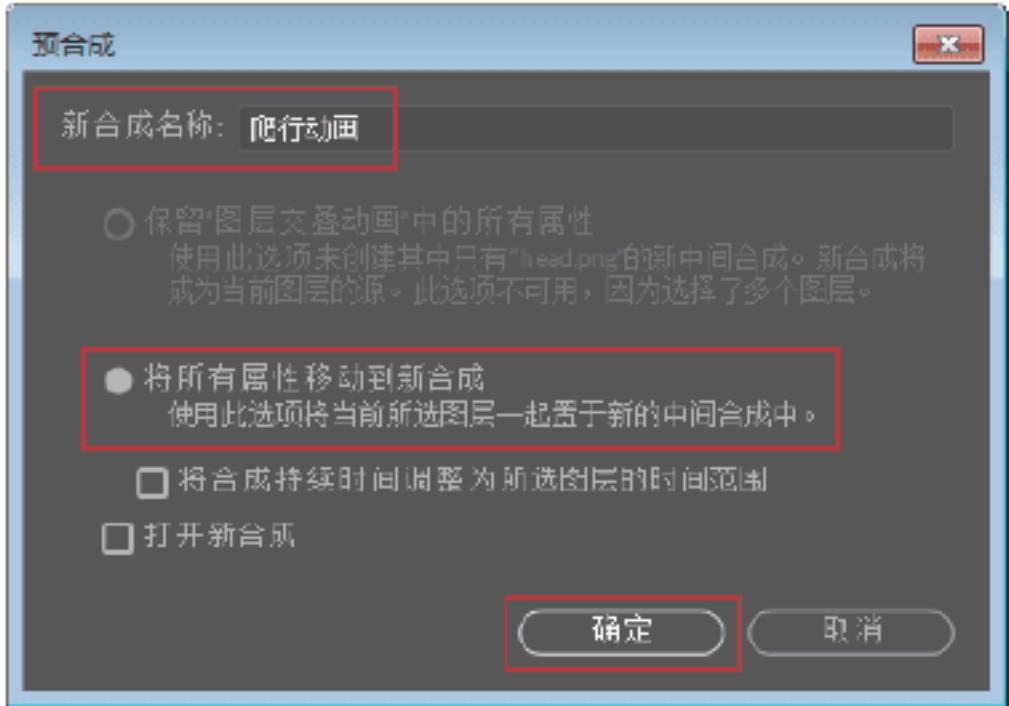 预合成
新合成名称: 爬行动画
保留“图层交叠动画”中的所有属性
使用此选项来创建其中只有“head.png”的新中间合成。新合成将
成为当前图层的源。此选项不可用，因为选择了多个图层。
将所有属性移动到新合成
使用此选项将当前所选图层一起置于新的中间合成中。
将合成持续时间调整为所选图层的时间范围
打开新合成
确定
取消